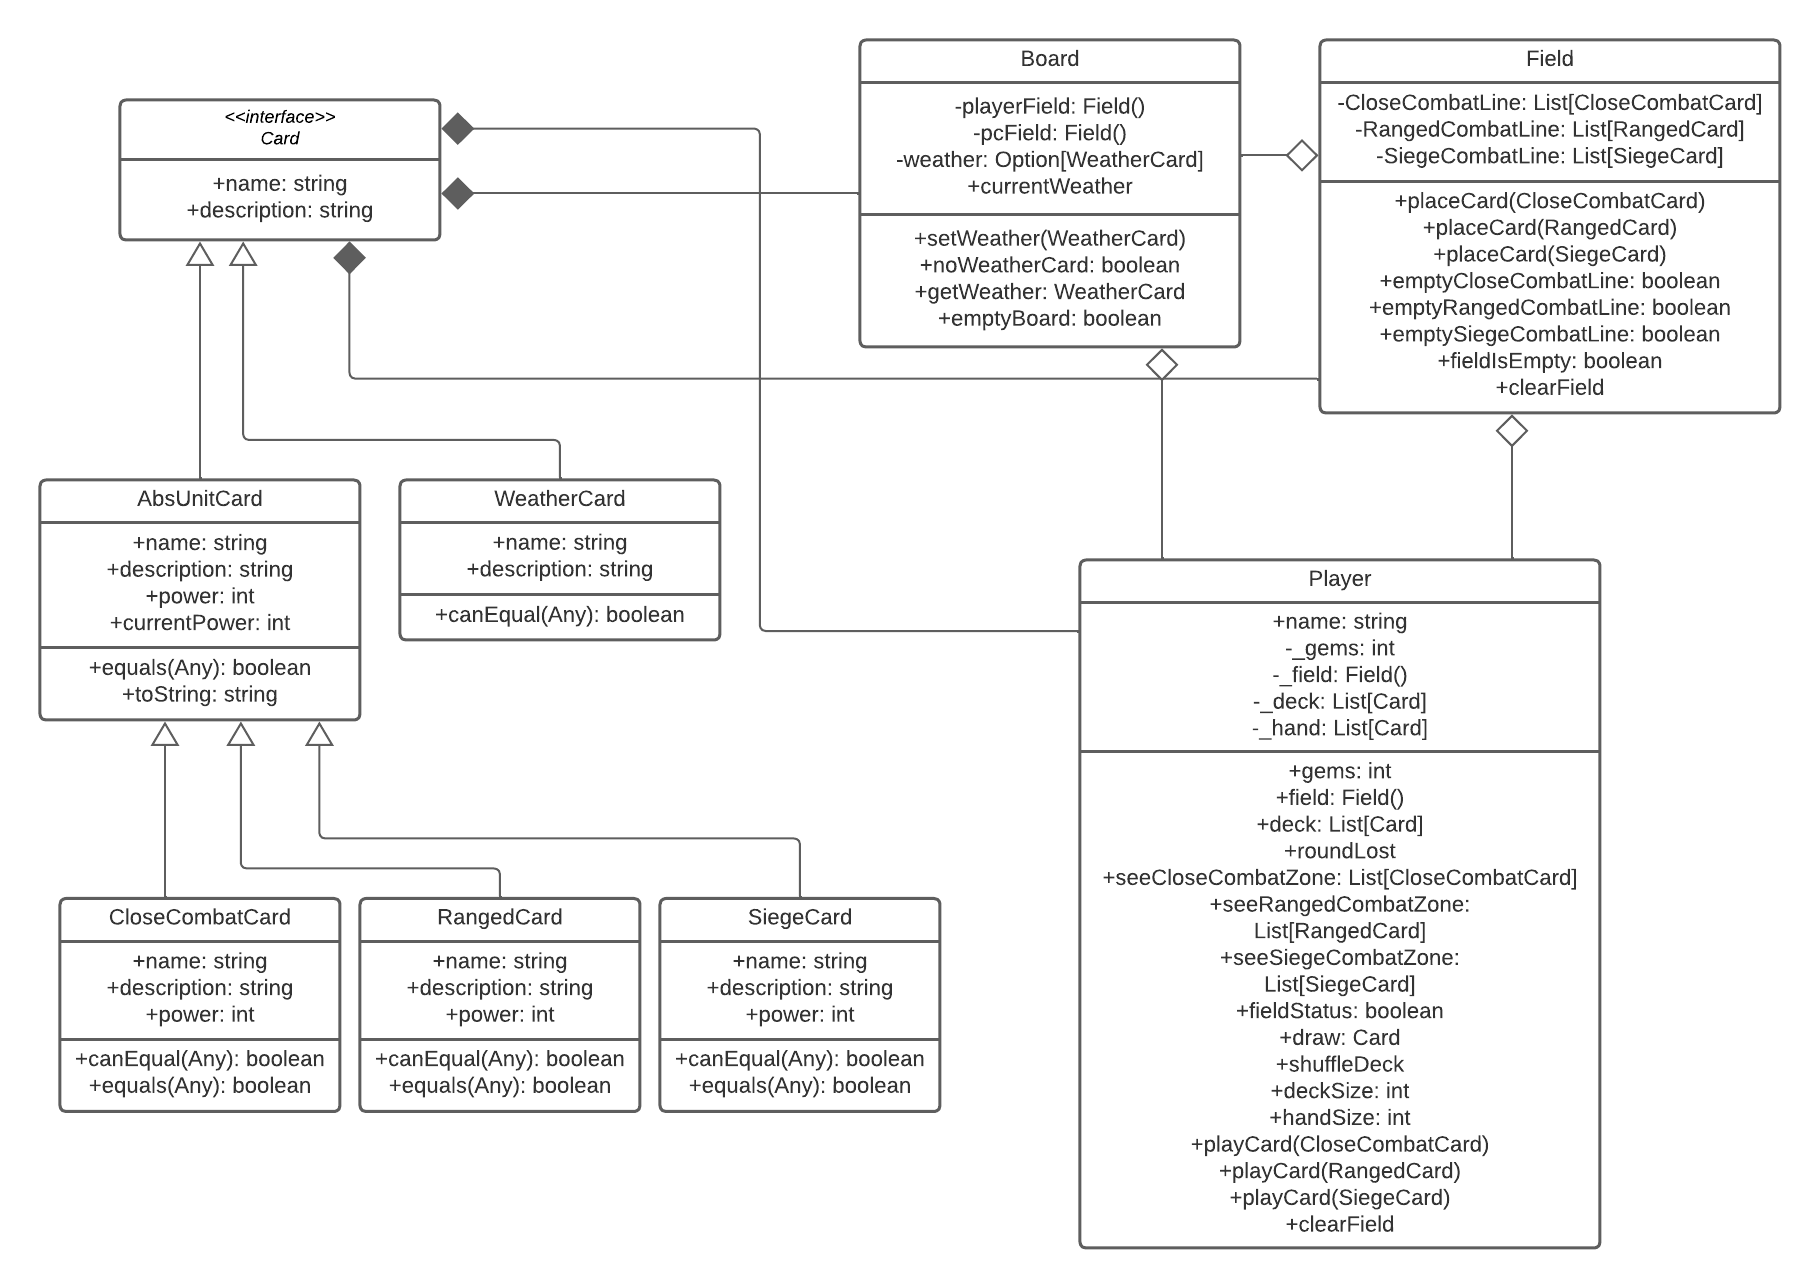 <<interface>>
Card
+name: string
+description: string
Board
-playerField: Field()
-pcField: Field()
-weather: Option[WeatherCard]
+currentWeather
+setWeather(WeatherCard)
+noWeatherCard: boolean
+getWeather: WeatherCard
+emptyBoard: boolean
Field
-CloseCombatLine: List[CloseCombatCard]
-RangedCombatLine: List[RangedCard]
-SiegeCombatLine: List[SiegeCard]
+placeCard(CloseCombatCard)
+placeCard(RangedCard)
+placeCard(SiegeCard)
+emptyCloseCombatLine: boolean
+emptyRangedCombatLine: boolean
+emptySiegeCombatLine: boolean
+fieldIsEmpty: boolean
+clearField
AbsUnitCard
+name: string
+description: string
+power: int
+currentPower: int
+equals(Any): boolean
+toString: string
WeatherCard
+name: string
+description: string
+canEqual(Any): boolean
Player
+name: string
-_gems: int
-_field: Field()
-_deck: List[Card]
-_hand: List[Card]
+gems: int
+field: Field()
+deck: List[Card]
+roundLost
+seeCloseCombatZone: List[CloseCombatCard]
+seeRangedCombatZone:
List[RangedCard]
+seeSiegeCombatZone:
List[SiegeCard]
+fieldStatus: boolean
+draw: Card
+shuffleDeck
+deckSize: int
+handSize: int
+playCard(CloseCombatCard)
+playCard(RangedCard)
+playCard(SiegeCard)
+clearField
CloseCombatCard
+name: string
+description: string
+power: int
+canEqual(Any): boolean
+equals(Any): boolean
RangedCard
+name: string
+description: string
+power: int
+canEqual(Any): boolean
+equals(Any): boolean
SiegeCard
+name: string
+description: string
+power: int
+canEqual(Any): boolean
+equals(Any): boolean